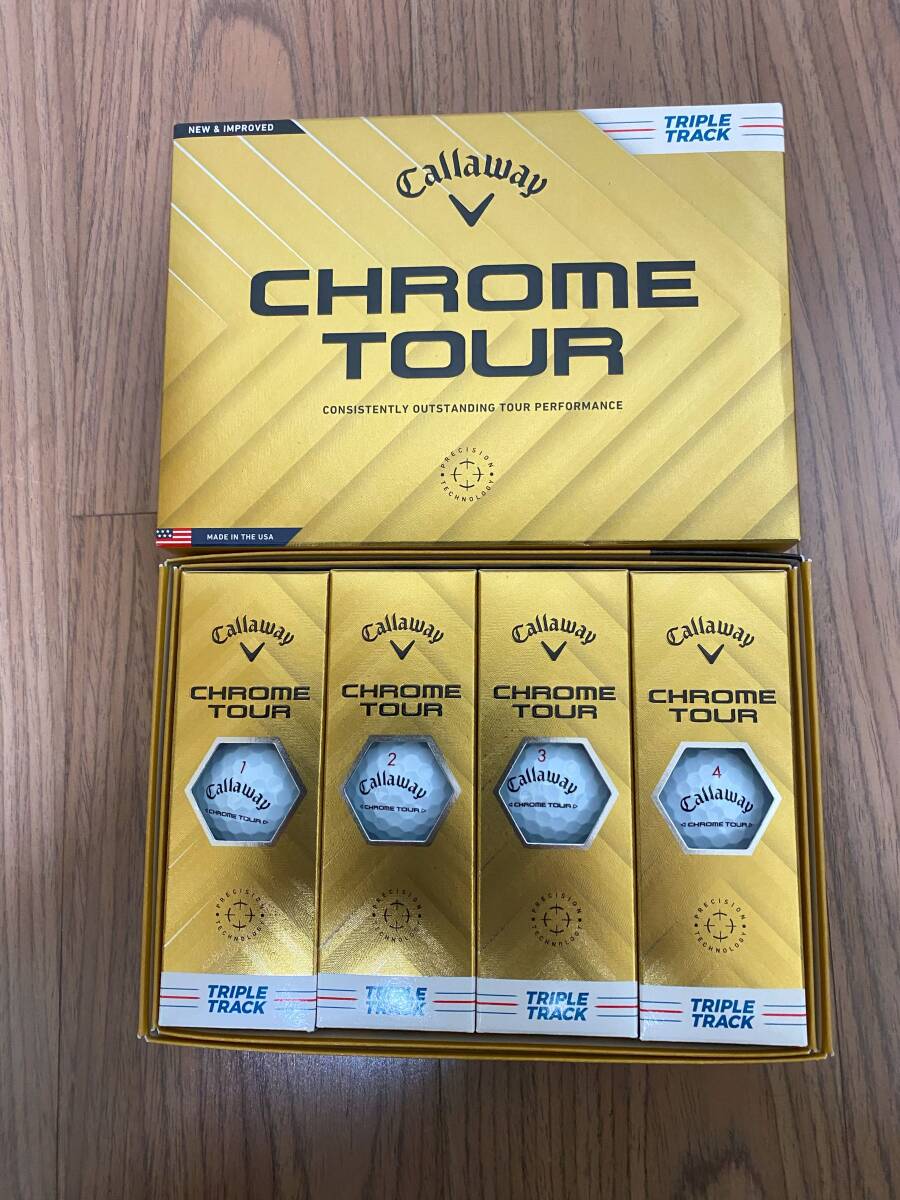 NEW & IMPROVED
TRIPLE
TRACK
Callaway
CHROME
TOUR
CONSISTENTLY OUTSTANDING TOUR PERFORMANCE
PRECISION
TECHNOLOGY
MADE IN THE USA
Callaway
CHROME
TOUR
1
Callaway
CHROME TOUR
PRECISION
TECHNOLOGY
TRIPLE
TRACK
Callaway
CHROME
TOUR
2
Callaway
CHROME TOUR
PRECISION
TECHNOLOGY
TRIPLE
TRACK
Callaway
CHROME
TOUR
3
Callaway
CHROME TOUR
PRECISION
TECHNOLOGY
TRIPLE
TRACK
Callaway
CHROME
TOUR
4
Callaway
CHROME TOUR
PRECISION
TECHNOLOGY
TRIPLE
TRACK